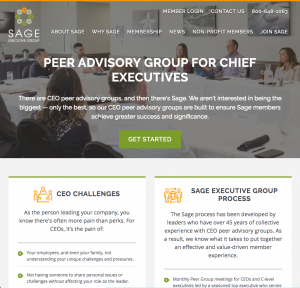 MEMBER LOGIN CONTACT US 800-648-1063
SAGE
EXECUTIVE GROUP
ABOUT SAGE WHY SAGE MEMBERSHIP NEWS NON-PROFIT MEMBERS JOIN SAGE
PEER ADVISORY GROUP FOR CHIEF
EXECUTIVES
There are CEO peer advisory groups, and then there's Sage. We aren't interested in being the
biggest -- only the best, so our CEO peer advisory groups are built to ensure Sage members
achieve greater success and significance.
GET STARTED
CEO CHALLENGES
As the person leading your company, you
know there's often more pain than perks. For
CEOs, it's the pain of:
Your employees, and even your family, not
understanding your unique challenges and pressures.
Not having someone to share personal issues or
challenges without affecting your role as the leader.
SAGE EXECUTIVE GROUP
PROCESS
The Sage process has been developed by
leaders who have over 45 years of collective
experience with CEO peer advisory groups. As a
result, we know what it takes to put together
an effective and value-driven member
experience.
Monthly Peer Group meetings for CEOs and C-level
executives led by a seasoned top executive who serves